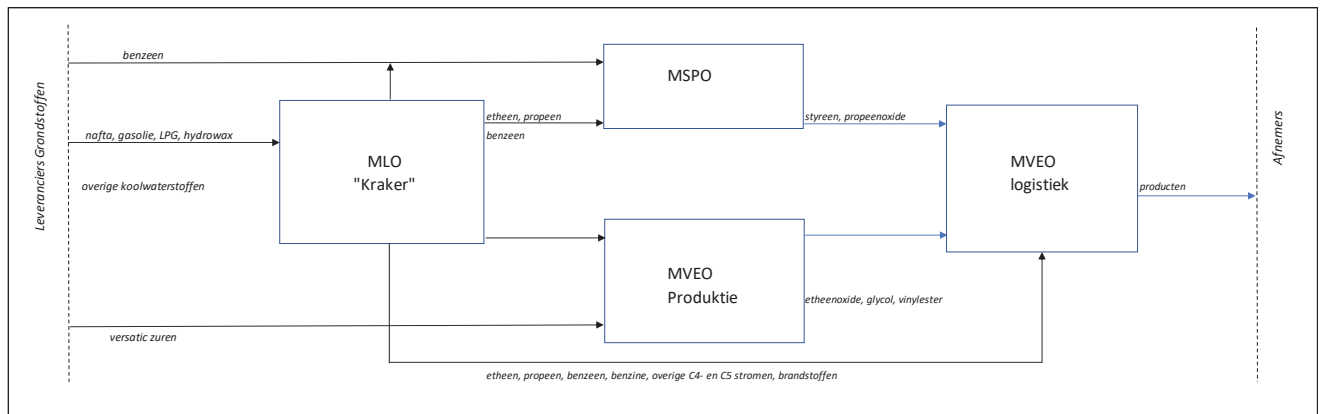 Leveranciers Grondstoffen
benzeen
MSPO
nafta, gasolie, LPG, hydrowax
overige koolwaterstoffen
MLO
"Kraker"
etheen, propeen
benzeen
styreen, propeenoxide
MVEO
logistiek
producten
Afnemers
MVEO
Produktie
etheenoxide, glycol, vinylester
versatic zuren
etheen, propeen, benzeen, benzine, overige C4- en C5 stromen, brandstoffen